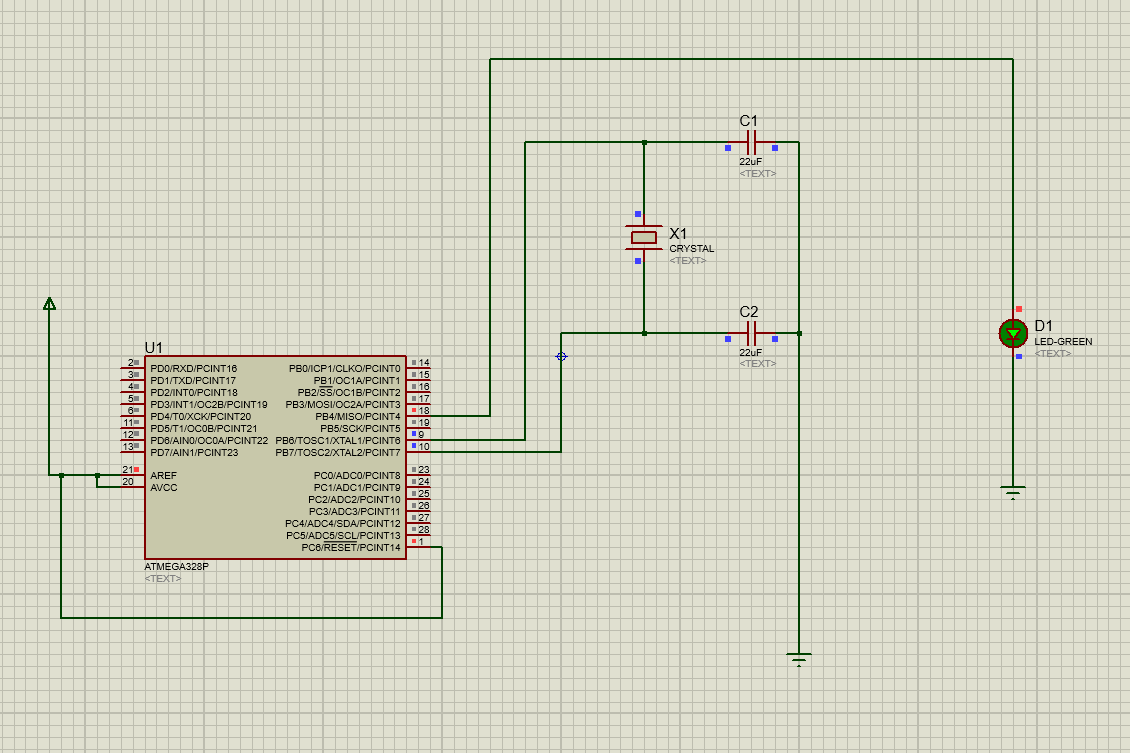 C1
22uF
<TEXT>
X1
CRYSTAL
<TEXT>
C2
22uF
<TEXT>
D1
LED-GREEN
<TEXT>
U1
2 PD0/RXD/PCINT16 PB0/ICP1/CLKO/PCINT0 14
3 PD1/TXD/PCINT17 PB1/OC1A/PCINT1 15
4 PD2/INT0/PCINT18 PB2/SS/OC1B/PCINT2 16
5 PD3/INT1/OC2B/PCINT19 PB3/MOSI/OC2A/PCINT3 17
6 PD4/T0/XCK/PCINT20 PB4/MISO/PCINT4 18
11 PD5/T1/OC0B/PCINT21 PB5/SCK/PCINT5 19
12 PD6/AIN0/OC0A/PCINT22 PB6/TOSC1/XTAL1/PCINT6 9
13 PD7/AIN1/PCINT23 PB7/TOSC2/XTAL2/PCINT7 10
21 AREF PC0/ADC0/PCINT8 23
20 AVCC PC1/ADC1/PCINT9 24
PC2/ADC2/PCINT10 25
PC3/ADC3/PCINT11 26
PC4/ADC4/SDA/PCINT12 27
PC5/ADC5/SCL/PCINT13 28
PC6/RESET/PCINT14 1
ATMEGA328P
<TEXT>